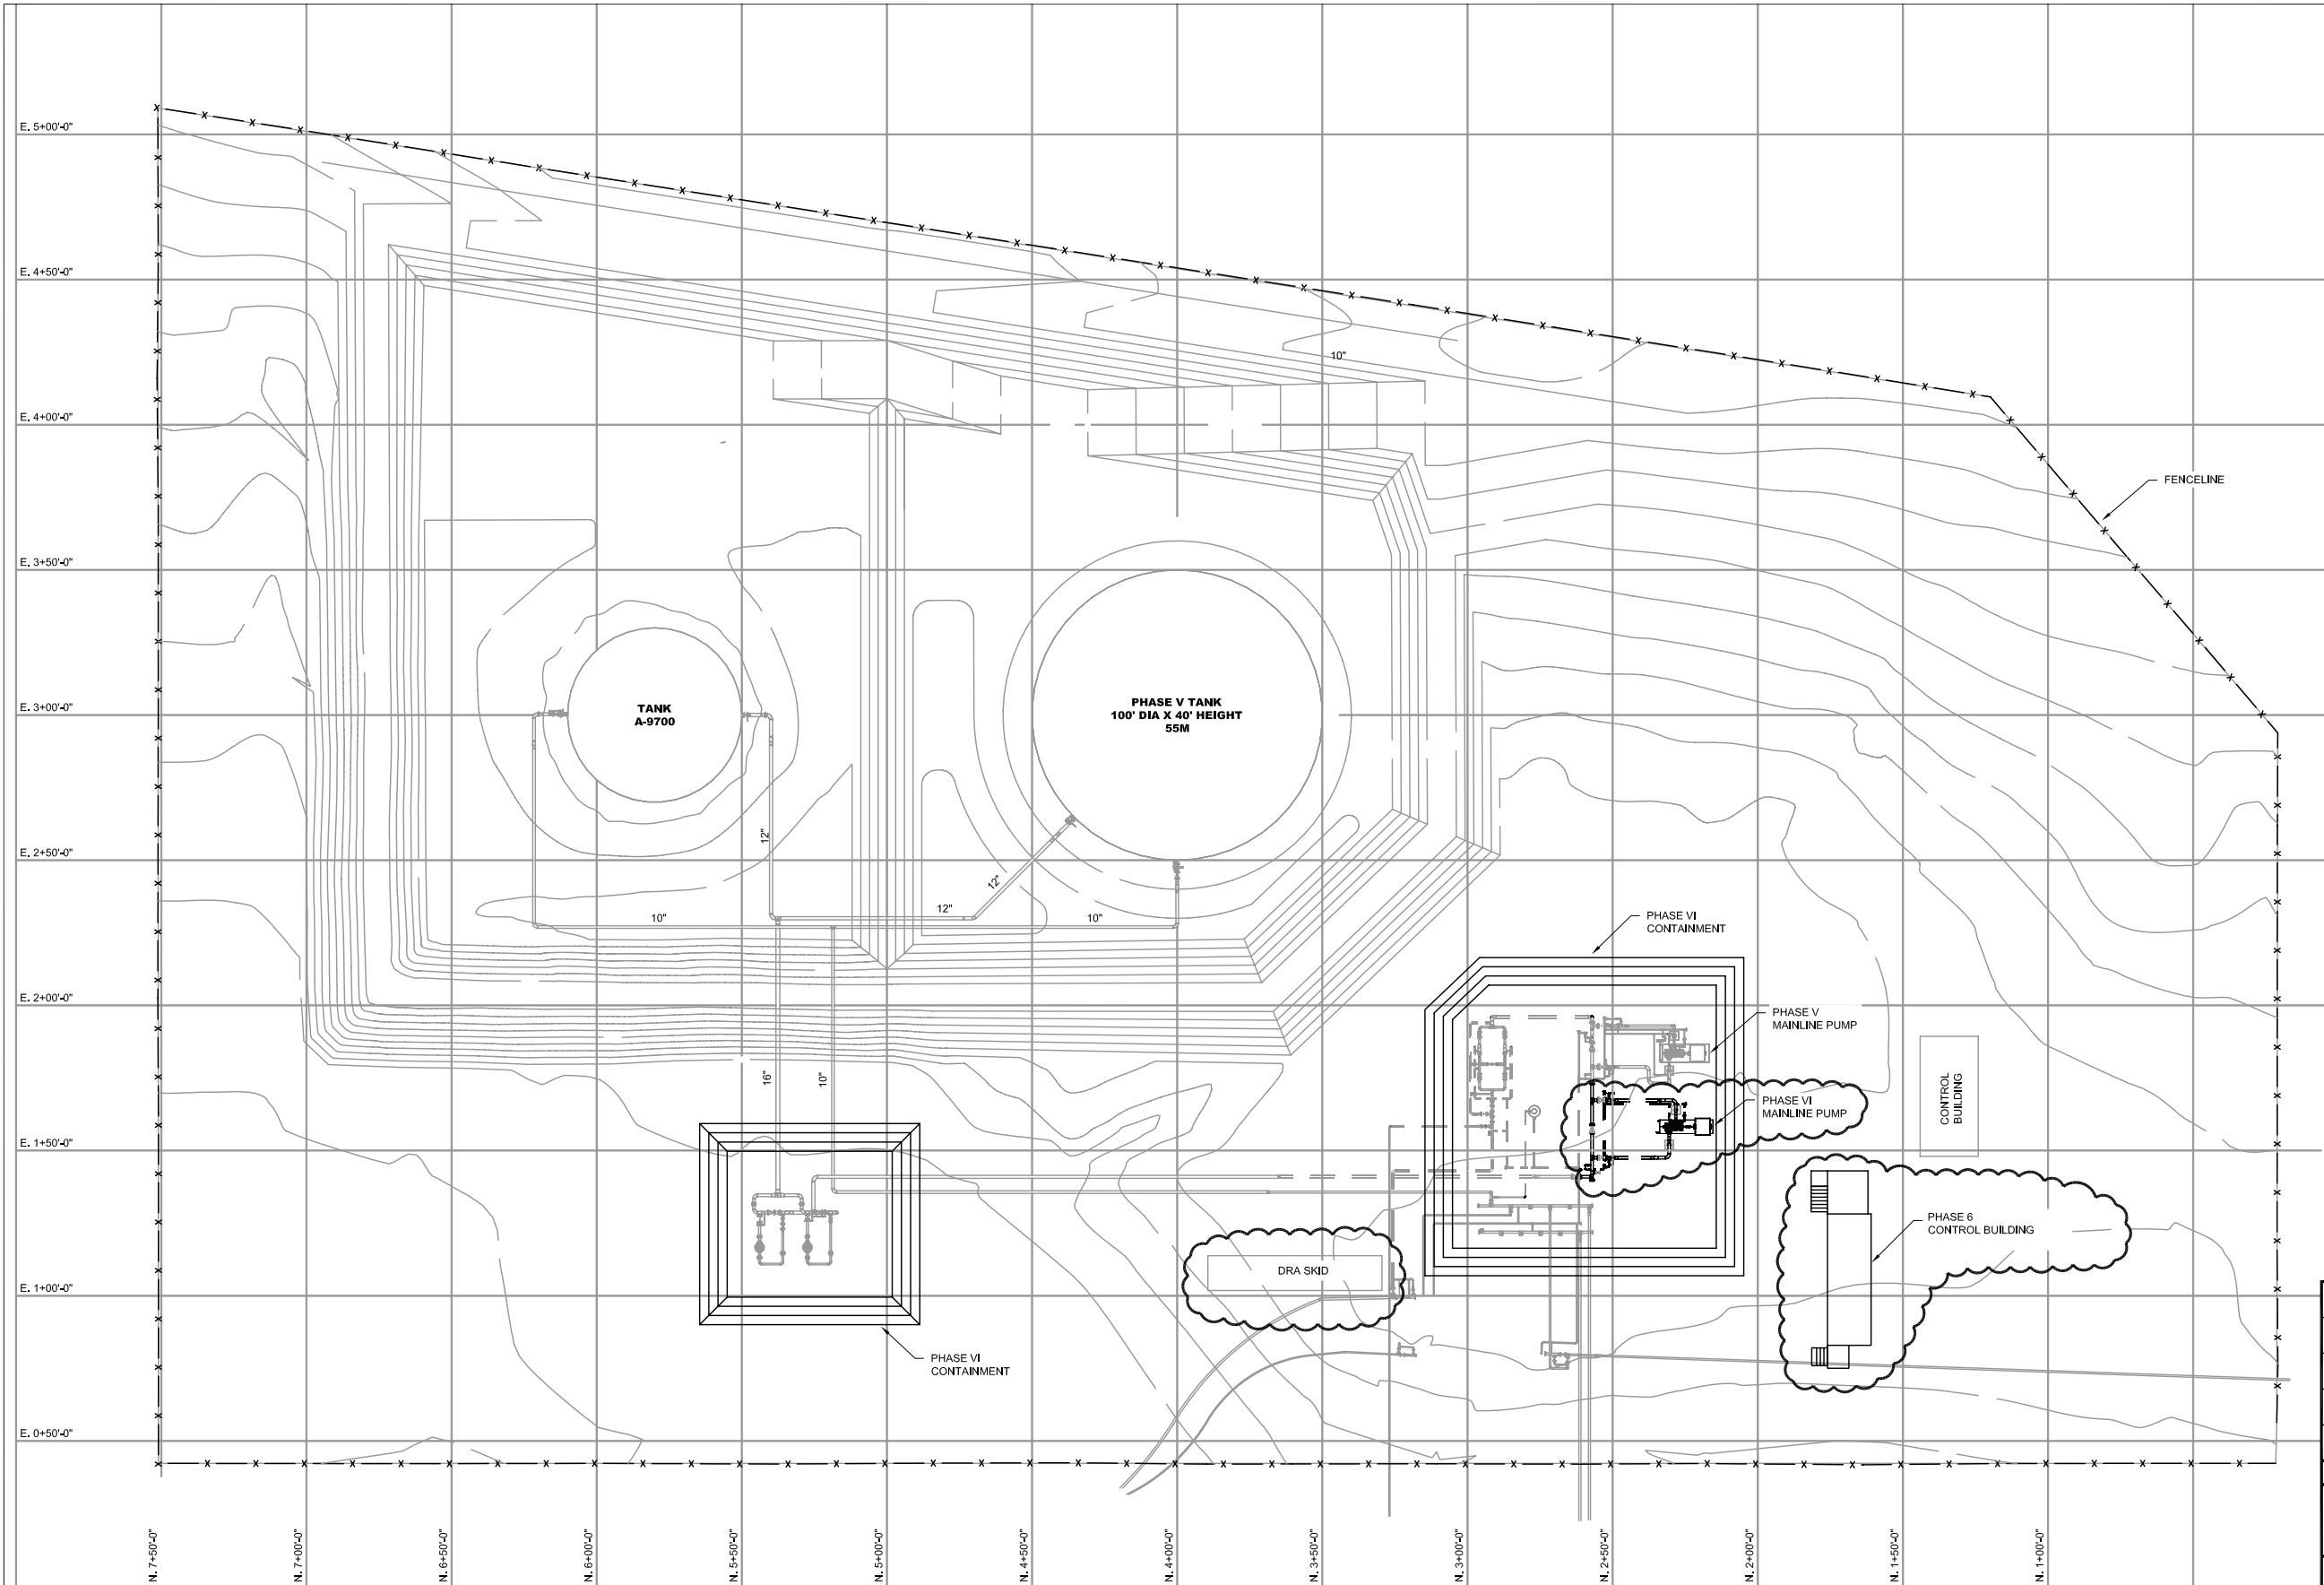 E. 5+00'-0"
E. 4+50'-0"
10"
E. 4+00'-0"
FENCELINE
E. 3+50'-0"
E. 3+00'-0"
TANK
A-9700
PHASE V TANK
100' DIA X 40' HEIGHT
55M
12"
E. 2+50'-0"
12"
10"
12"
10"
PHASE VI
CONTAINMENT
E. 2+00'-0"
PHASE V
MAINLINE PUMP
16"
10"
PHASE VI
MAINLINE PUMP
CONTROL
BUILDING
E. 1+50'-0"
PHASE 6
CONTROL BUILDING
DRA SKID
E. 1+00'-0"
PHASE VI
CONTAINMENT
E. 0+50'-0"
N. 7+50'-0"
N. 7+00'-0"
N. 6+50'-0"
N. 6+00'-0"
N. 5+50'-0"
N. 5+00'-0"
N. 4+50'-0"
N. 4+00'-0"
N. 3+50'-0"
N. 3+00'-0"
N. 2+50'-0"
N. 2+00'-0"
N. 1+50'-0"
N. 1+00'-0"